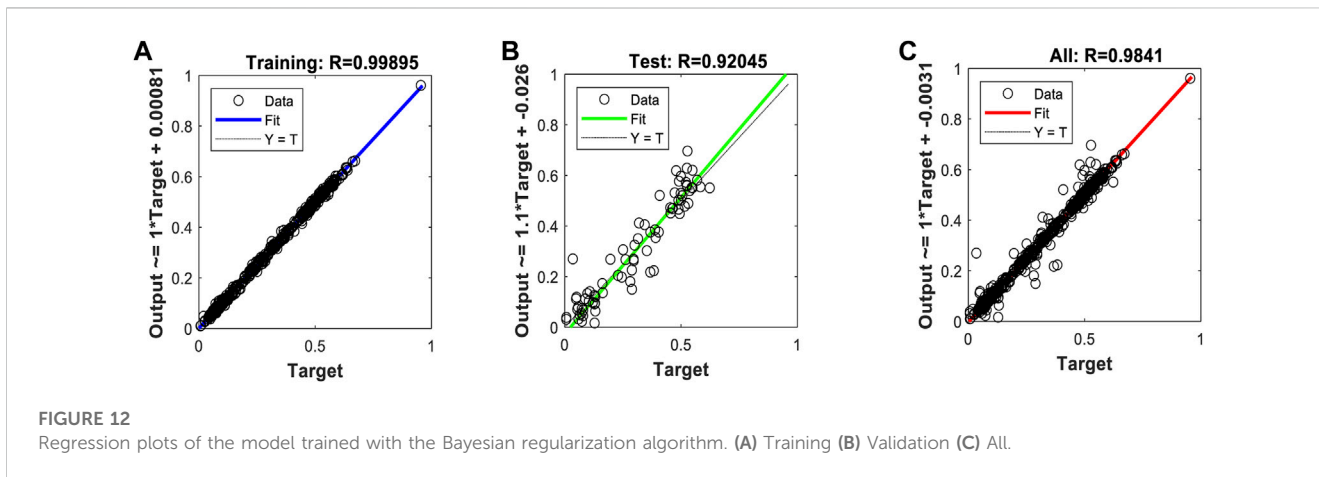 A
Training: R=0.99895
Output ~= 1*Target + 0.00081
1
0.8
0.6
0.4
0.2
0
Data
Fit
Y = T
0 0.5 1
Target
B
Test: R=0.92045
Output ~= 1.1*Target + -0.026
1
0.8
0.6
0.4
0.2
0
Data
Fit
Y = T
0 0.5 1
Target
C
All: R=0.9841
Output ~= 1*Target + -0.0031
1
0.8
0.6
0.4
0.2
0
Data
Fit
Y = T
0 0.5 1
Target
FIGURE 12
Regression plots of the model trained with the Bayesian regularization algorithm. (A) Training (B) Validation (C) All.